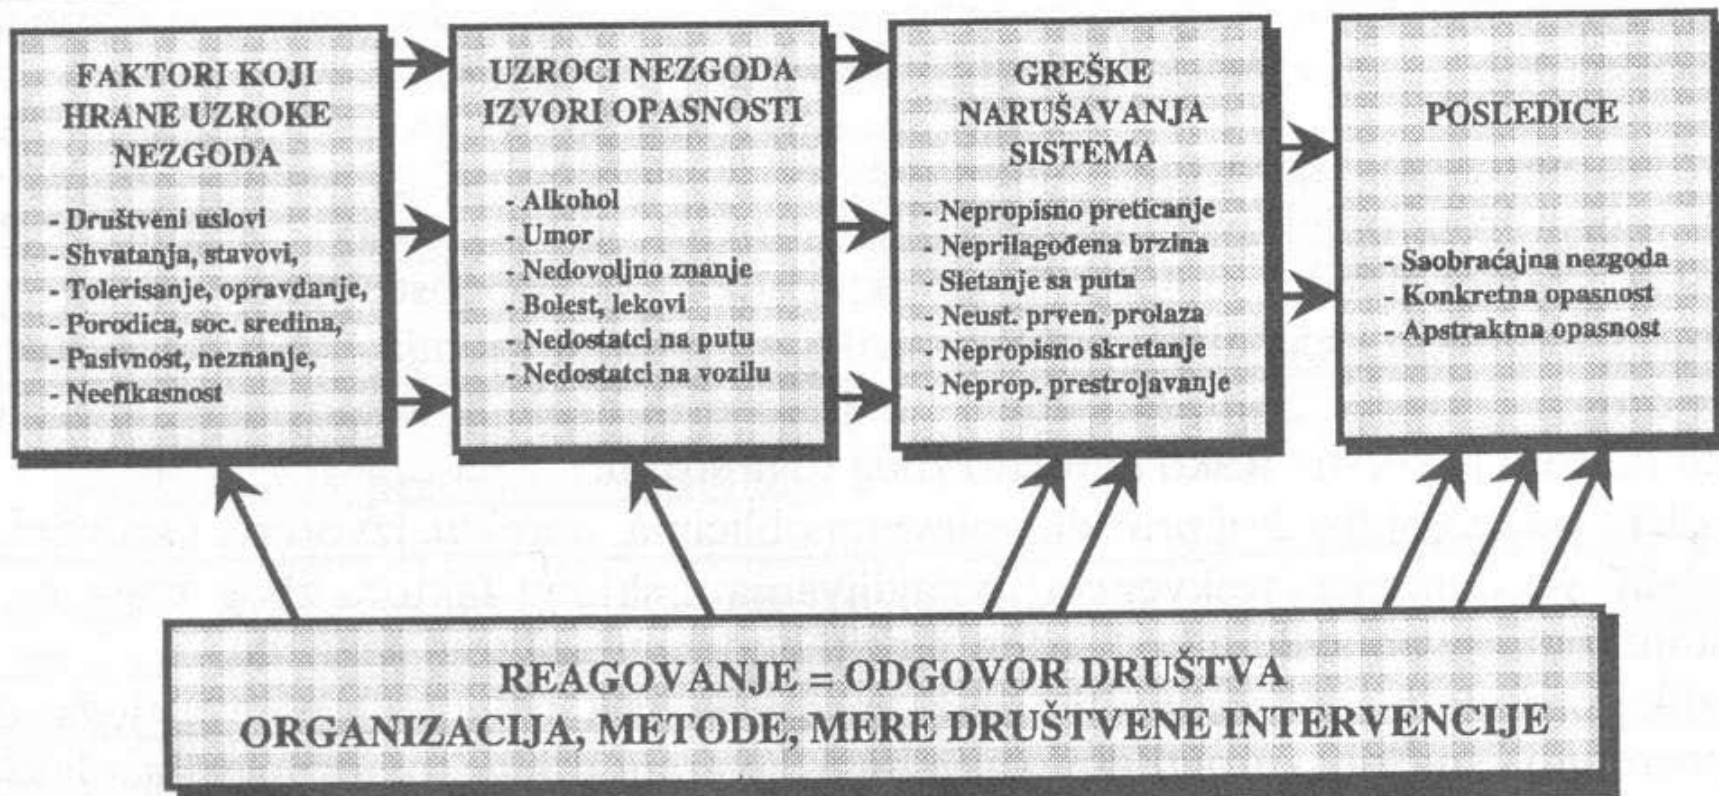 FAKTORI KOJI
HRANE UZROKE
NEZGODA
- Društveni uslovi
- Shvatanja, stavovi,
- Tolerisanje, opravdanje,
- Porodica, soc. sredina,
- Pasivnost, neznanje,
- Neefikasnost
UZROCI NEZGODA
IZVORI OPASNOSTI
- Alkohol
- Umor
- Nedovoljno znanje
- Bolest, lekovi
- Nedostatci na putu
- Nedostatci na vozilu
GREŠKE
NARUŠAVANJA
SISTEMA
- Nepropisno preticanje
- Neprilagođena brzina
- Sletanje sa puta
- Neust. prven. prolaza
- Nepropisno skretanje
- Neprop. prestrojavanje
POSLEDICE
- Saobraćajna nezgoda
- Konkretna opasnost
- Apstraktna opasnost
REAGOVANJE = ODGOVOR DRUŠTVA
ORGANIZACIJA, METODE, MERE DRUŠTVENE INTERVENCIJE